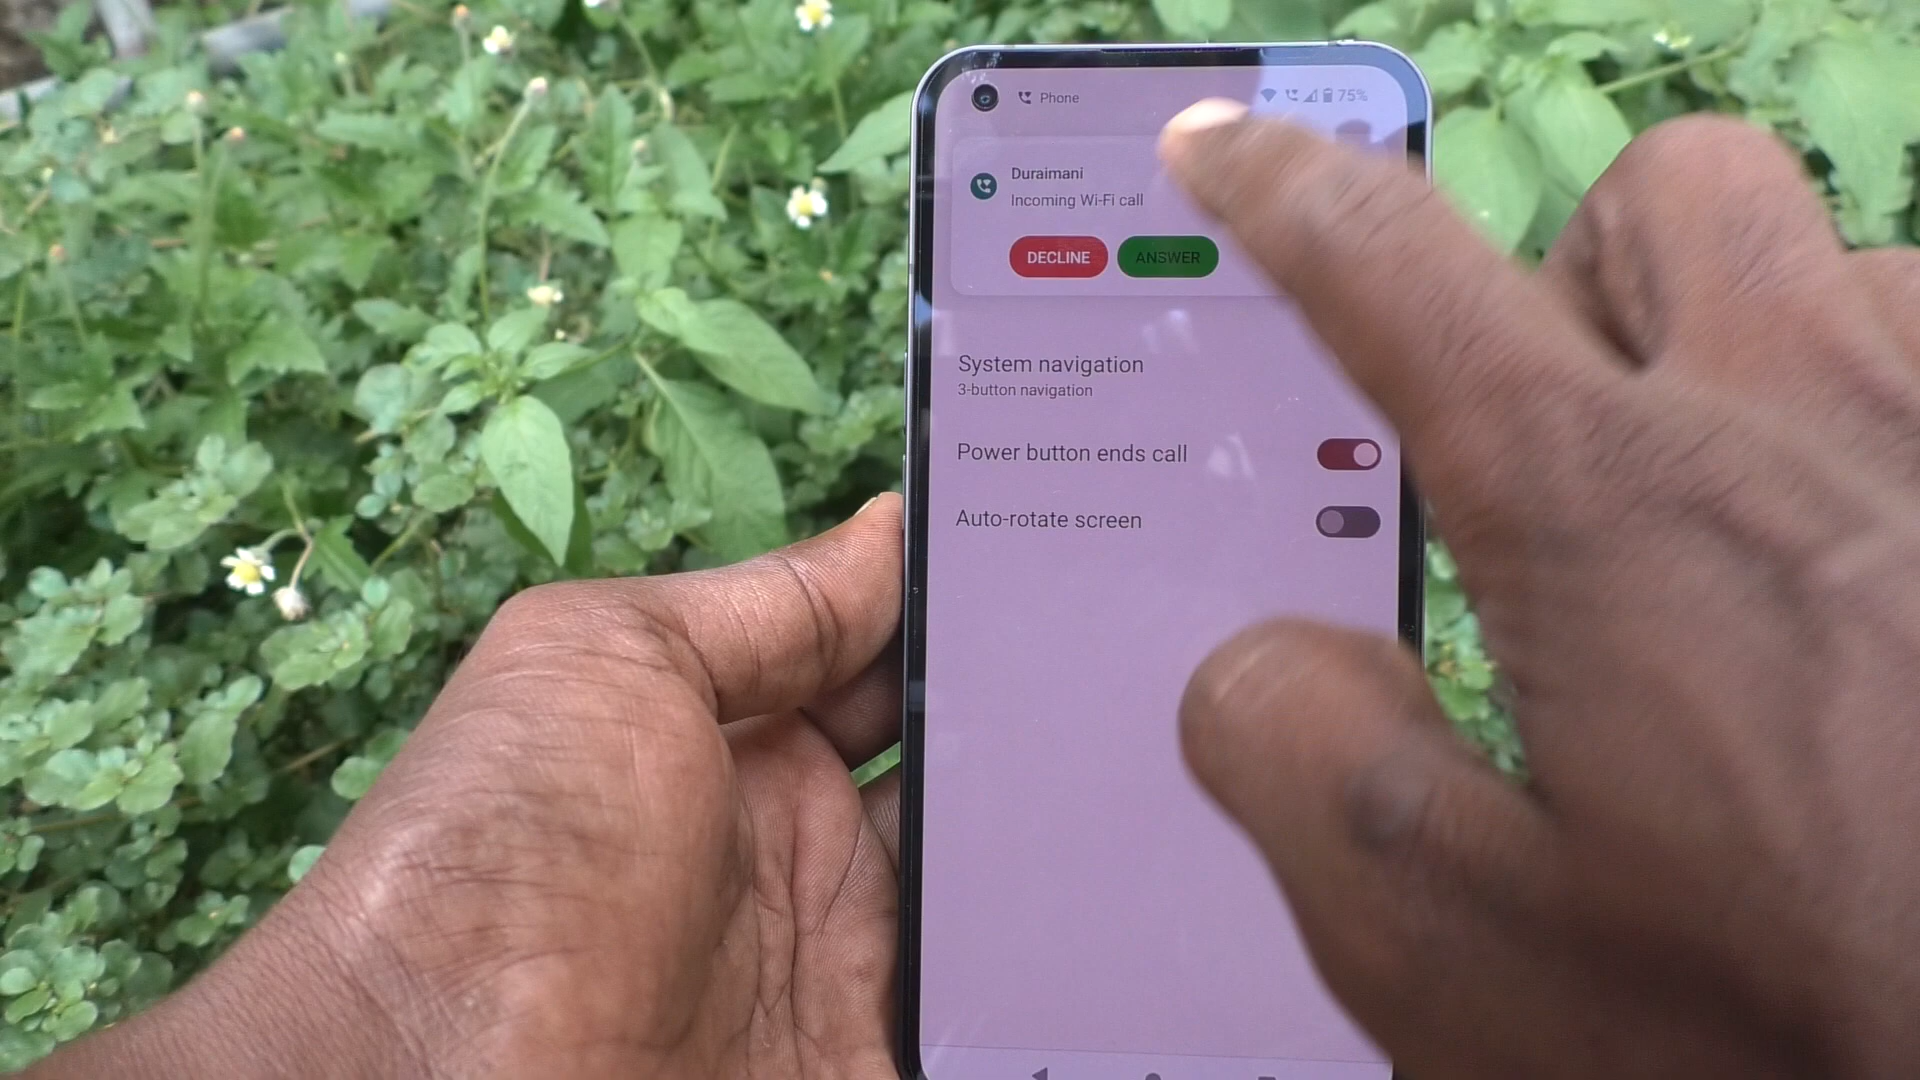 Phone
75%
Duraimani
Incoming Wi-Fi call
DECLINE ANSWER
System navigation
3-button navigation
Power button ends call
Auto-rotate screen